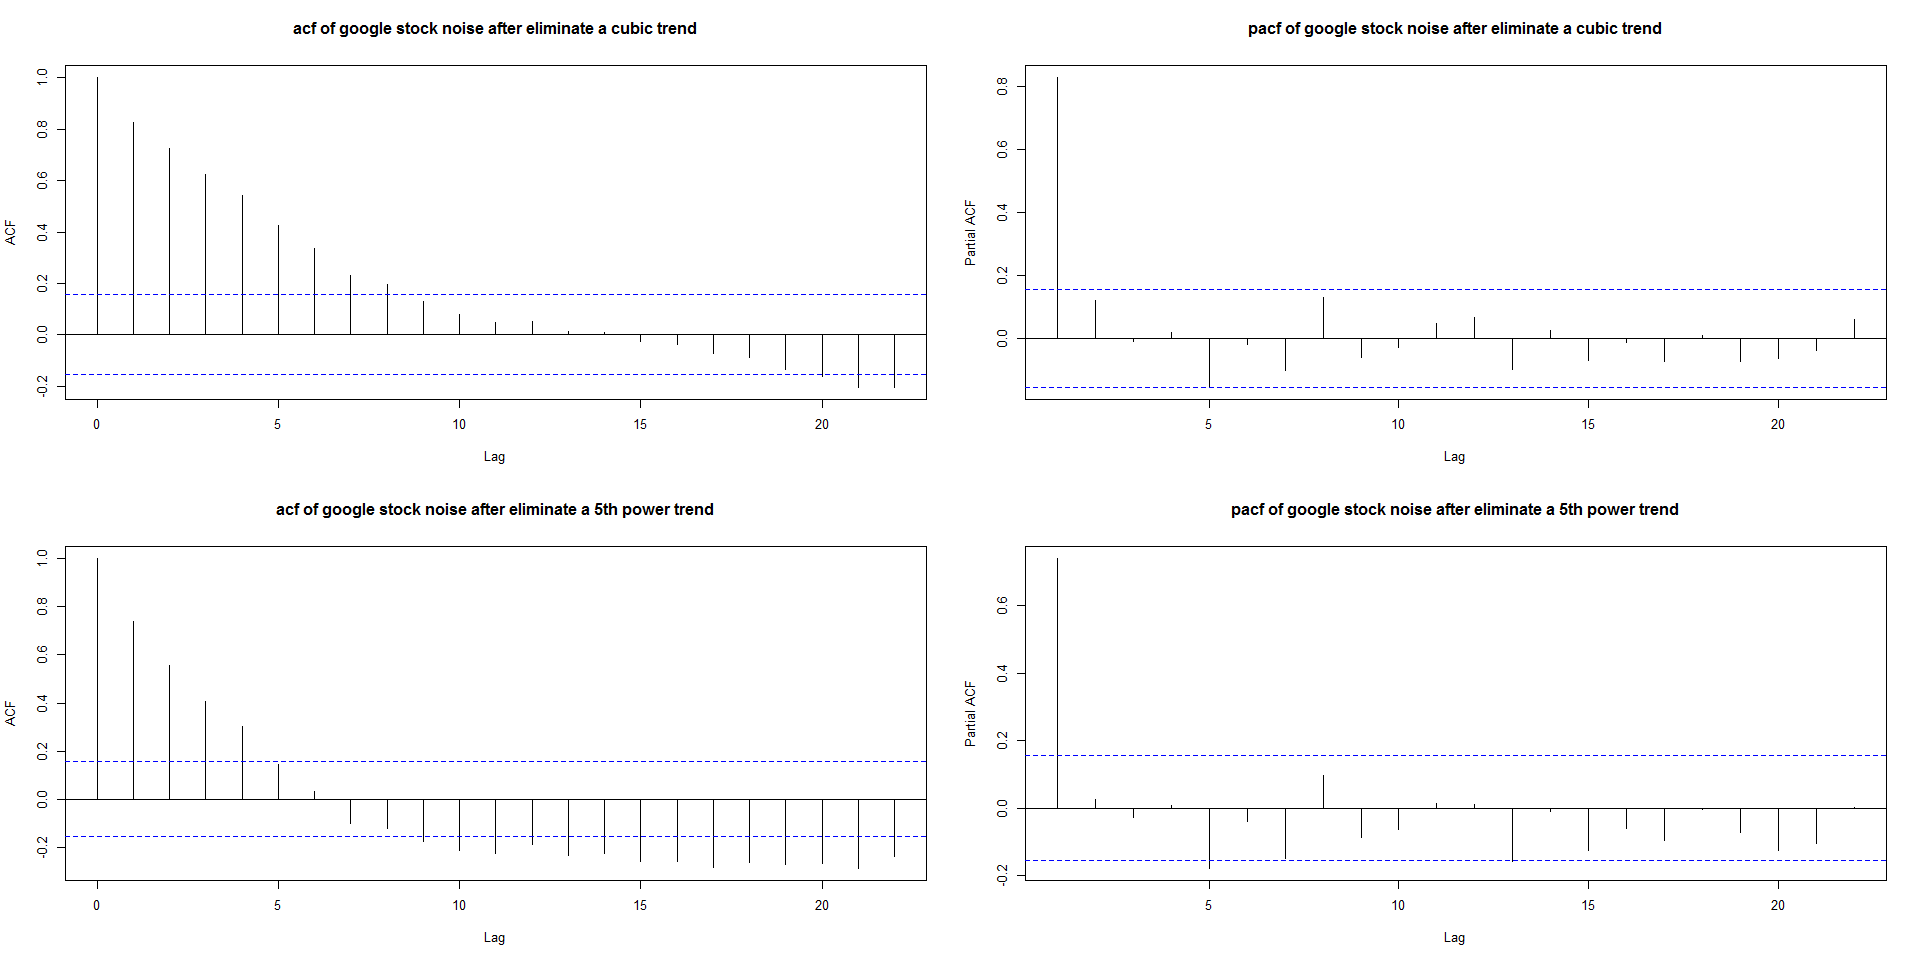 acf of google stock noise after eliminate a cubic trend
ACF
1.0
0.8
0.6
0.4
0.2
0.0
-0.2
0 5 10 15 20
Lag
pacf of google stock noise after eliminate a cubic trend
Partial ACF
0.8
0.6
0.4
0.2
0.0
5 10 15 20
Lag
acf of google stock noise after eliminate a 5th power trend
ACF
1.0
0.8
0.6
0.4
0.2
0.0
-0.2
0 5 10 15 20
Lag
pacf of google stock noise after eliminate a 5th power trend
Partial ACF
0.6
0.4
0.2
0.0
-0.2
5 10 15 20
Lag